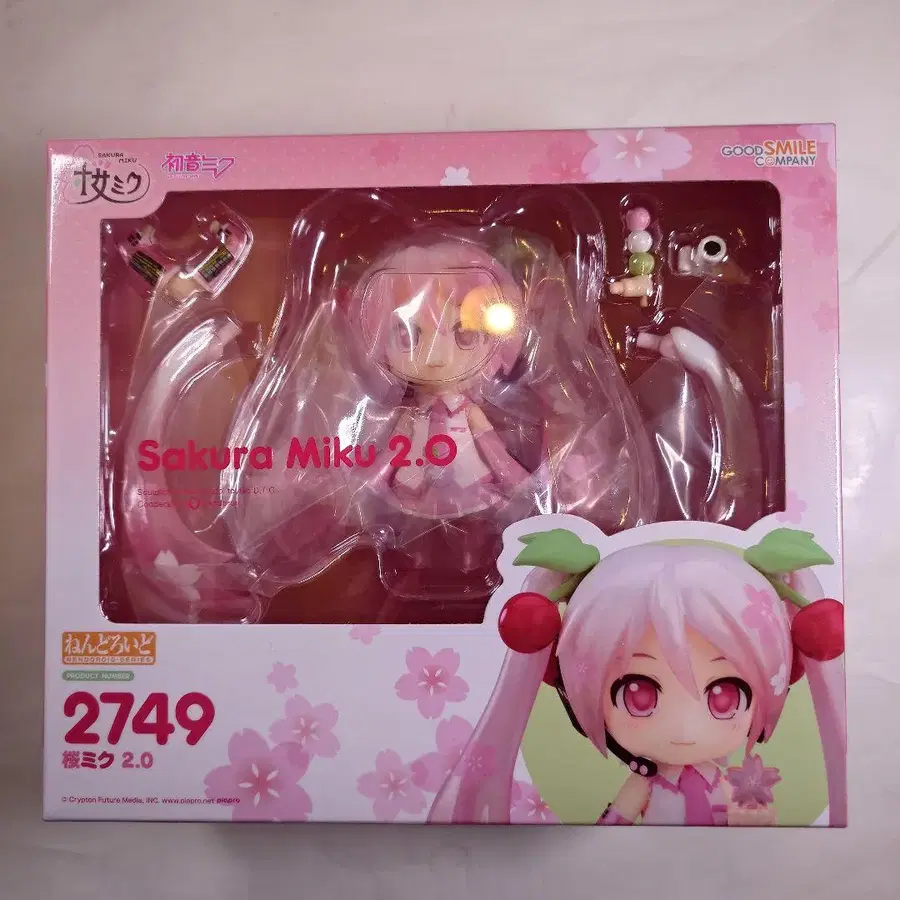 SAKURA MIKU
桜ミク
初音ミク
GOOD SMILE
COMPANY
Sakura Miku 2.0
ねんどろいど
NENDOROID SERIES
PRODUCT NUMBER
2749
桜ミク 2.0
© Crypton Future Media, INC. www.piapro.net piapro